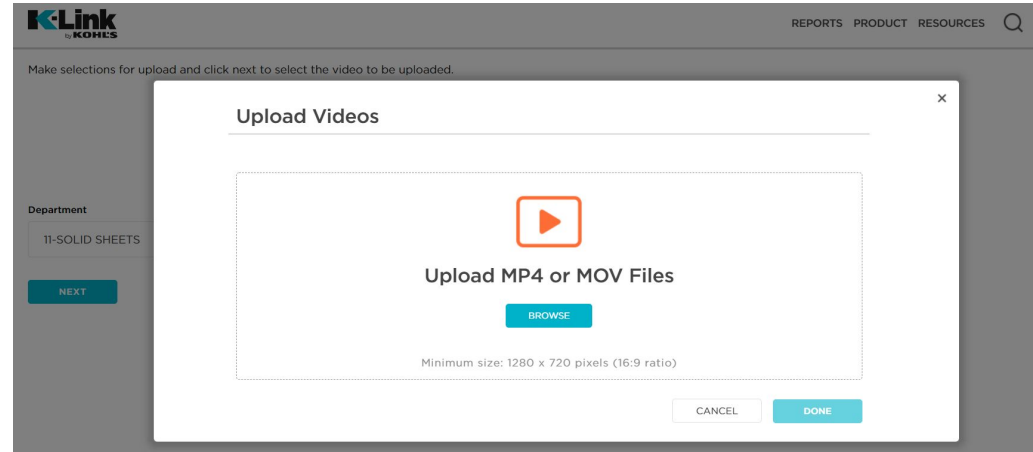 K-Link
by KOHL'S
REPORTS PRODUCT RESOURCES
Make selections for upload and click next to select the video to be uploaded.
Upload Videos
Department
11-SOLID SHEETS
NEXT
Upload MP4 or MOV Files
BROWSE
Minimum size: 1280 x 720 pixels (16:9 ratio)
CANCEL DONE